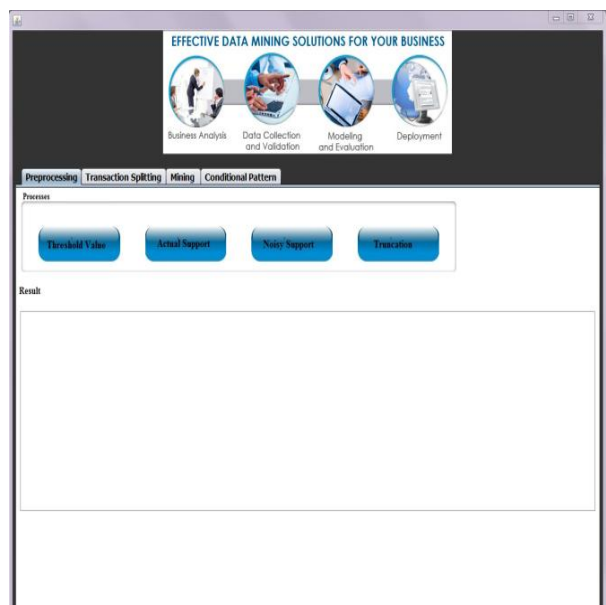 EFFECTIVE DATA MINING SOLUTIONS FOR YOUR BUSINESS
Business Analysis
Data Collection
and Validation
Modeling
and Evaluation
Deployment
Preprocessing Transaction Splitting Mining Conditional Pattern
Processes
Threshold Value Actual Support Noisy Support Truncation
Result